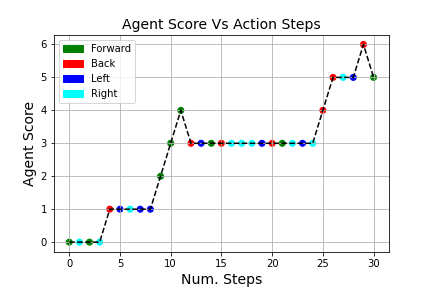 Agent Score Vs Action Steps
Agent Score
6
5
4
3
2
1
0
Forward
Back
Left
Right
0
5
10
15
20
25
30
Num. Steps